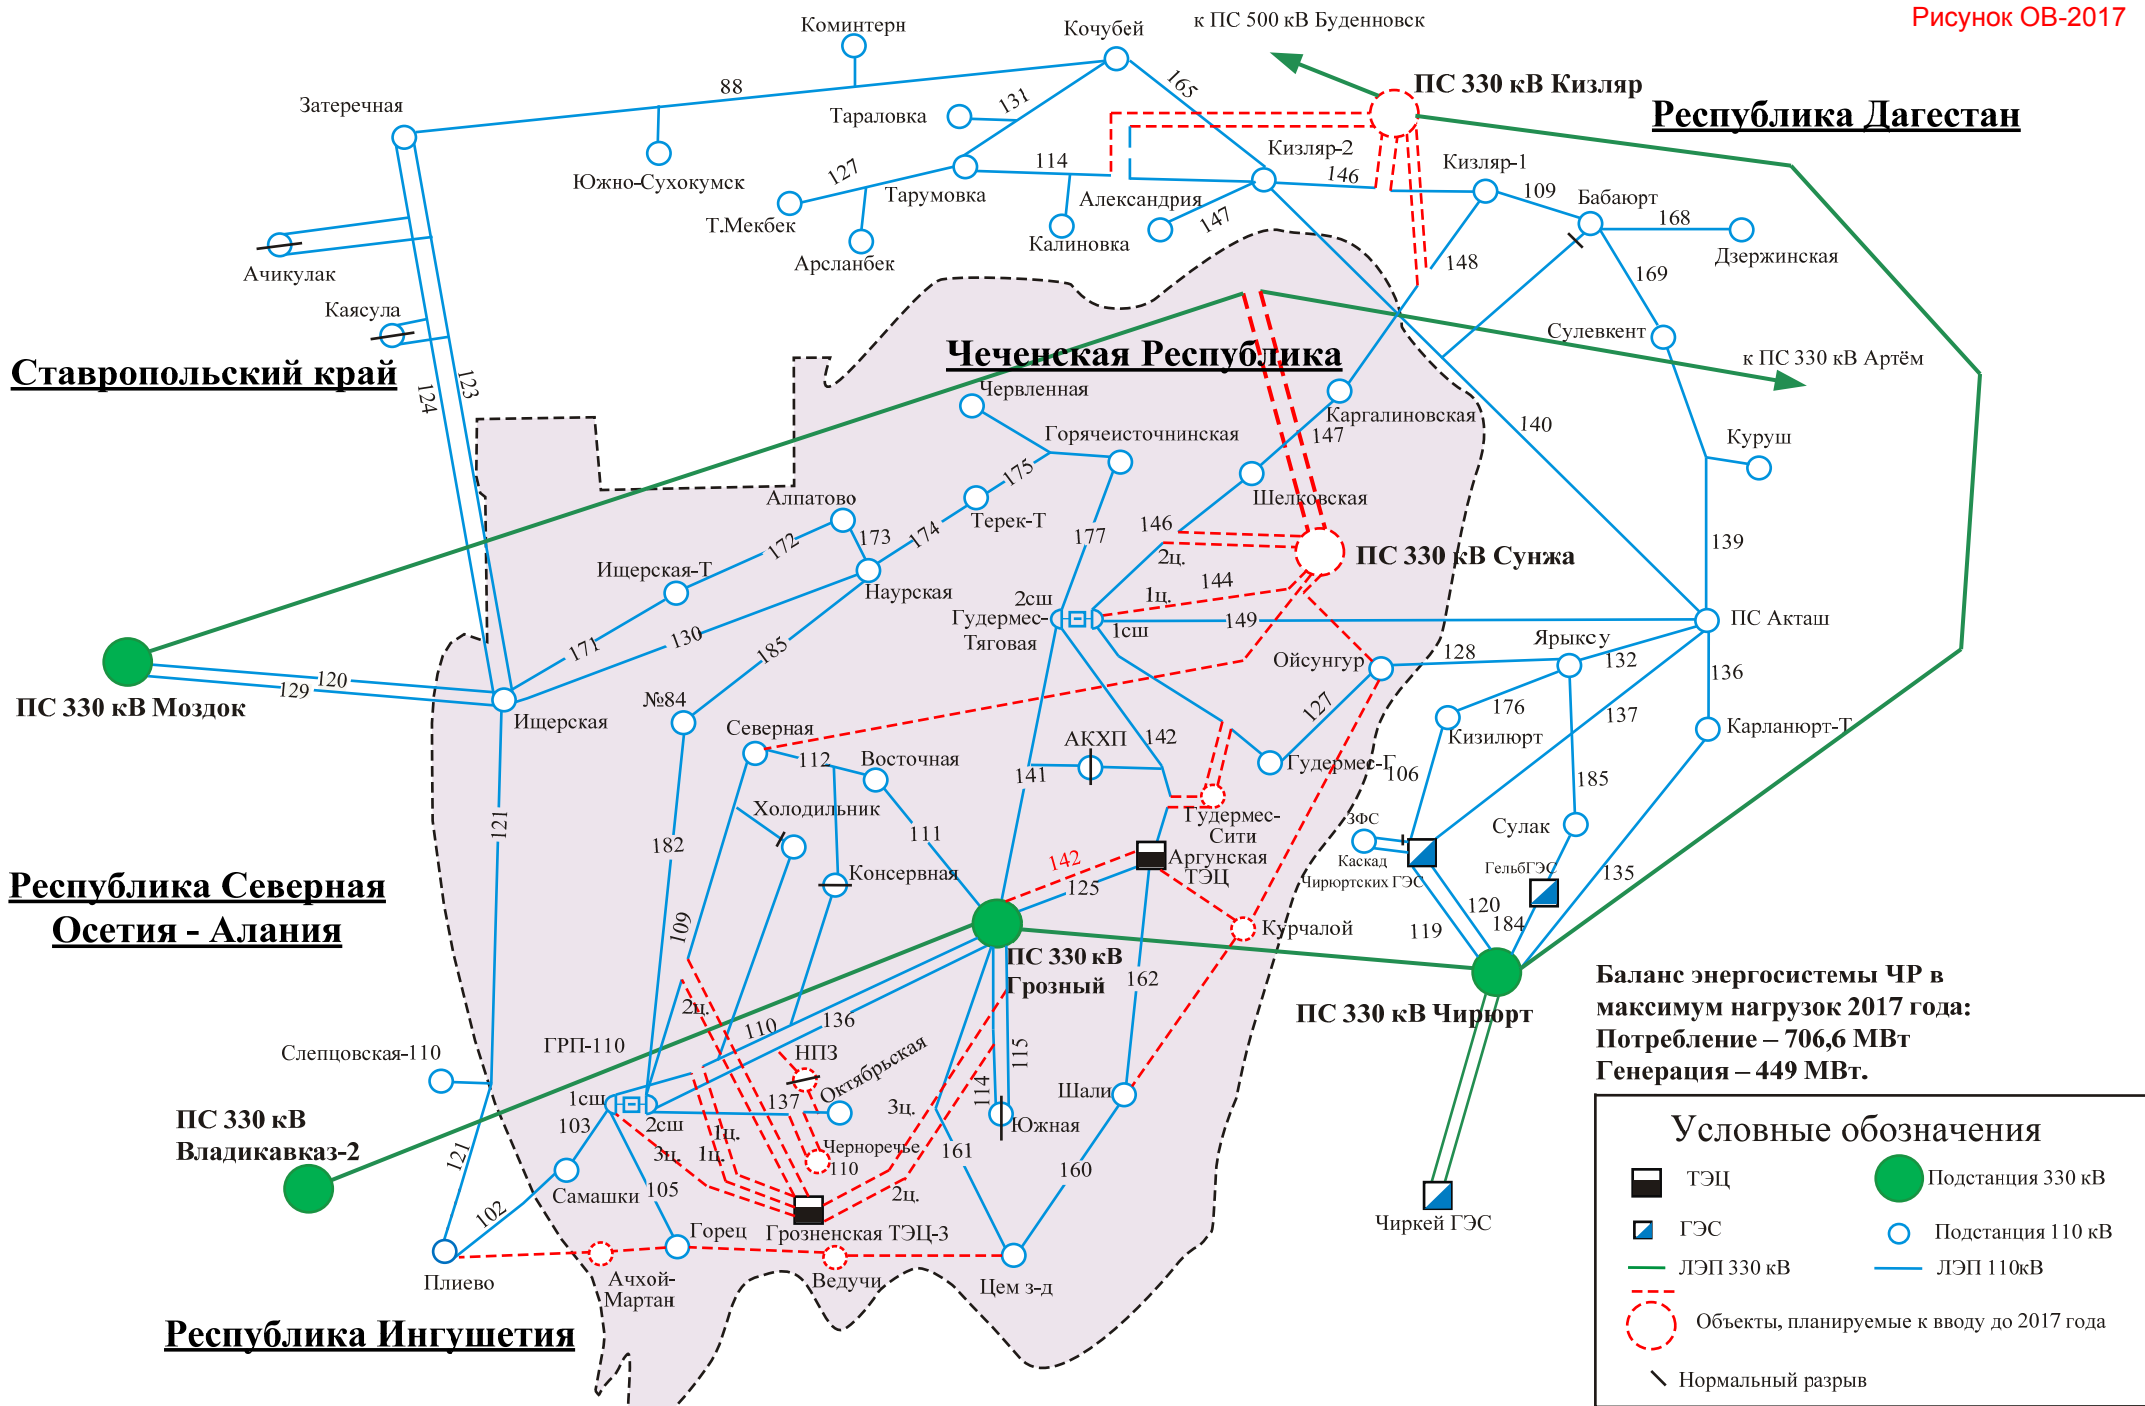 Рисунок ОВ-2017
Коминтерн
Кочубей
к ПС 500 кВ Буденновск
ПС 330 кВ Кизляр
Республика Дагестан
Затеречная
88
131
165
Тараловка
Южно-Сухокумск
127
Т.Мекбек
Арсланбек
Тарумовка
114
Калиновка
Александрия
147
Кизляр-2
146
Кизляр-1
109
Бабаюрт
168
Дзержинская
148
169
Сулевкент
Ачикулак
Каясула
Ставропольский край
124
123
Чеченская Республика
к ПС 330 кВ Артём
Червленная
Горячеисточнинская
Каргалиновская
147
140
Куруш
Шелковская
175
Терек-Т
Алпатово
172
173
174
177
146
2ц.
ПС 330 кВ Сунжа
139
Ищерская-Т
Наурская
144
1ц.
2сш
Гудермес-
Тяговая
1сш
149
ПС Акташ
Ярыксу
171
130
185
Ойсунгур
128
132
136
120
129
ПС 330 кВ Моздок
Ищерская
№84
Северная
112
Восточная
АКХП
142
127
176
Кизилюрт
137
Карланюрт-Т
Гудермес-Г
106
141
185
121
Холодильник
111
182
Гудермес-
Сити
ЗФС
Сулак
Республика Северная
Осетия - Алания
Консервная
142
125
Аргунская
ТЭЦ
Каскад
Чирюртских ГЭС
ГельбГЭС
135
109
Курчалой
119
120
184
ПС 330 кВ
Грозный
162
ПС 330 кВ Чирюрт
Баланс энергосистемы ЧР в
максимум нагрузок 2017 года:
Потребление – 706,6 МВт
Генерация – 449 МВт.
2ц.
110
136
Слепцовская-110
ГРП-110
НПЗ
Октябрьская
115
114
1сш
103
2сш
137
3ц.
Южная
Шали
ПС 330 кВ
Владикавказ-2
121
1ц.
3ц.
1ц.
Черноречье
110
161
160
102
Самашки
105
2ц.
Горец
Грозненская ТЭЦ-3
Чиркей ГЭС
Плиево
Ачхой-
Мартан
Ведучи
Цем з-д
Республика Ингушетия
Условные обозначения
ТЭЦ
Подстанция 330 кВ
ГЭС
Подстанция 110 кВ
ЛЭП 330 кВ
ЛЭП 110кВ
Объекты, планируемые к вводу до 2017 года
Нормальный разрыв